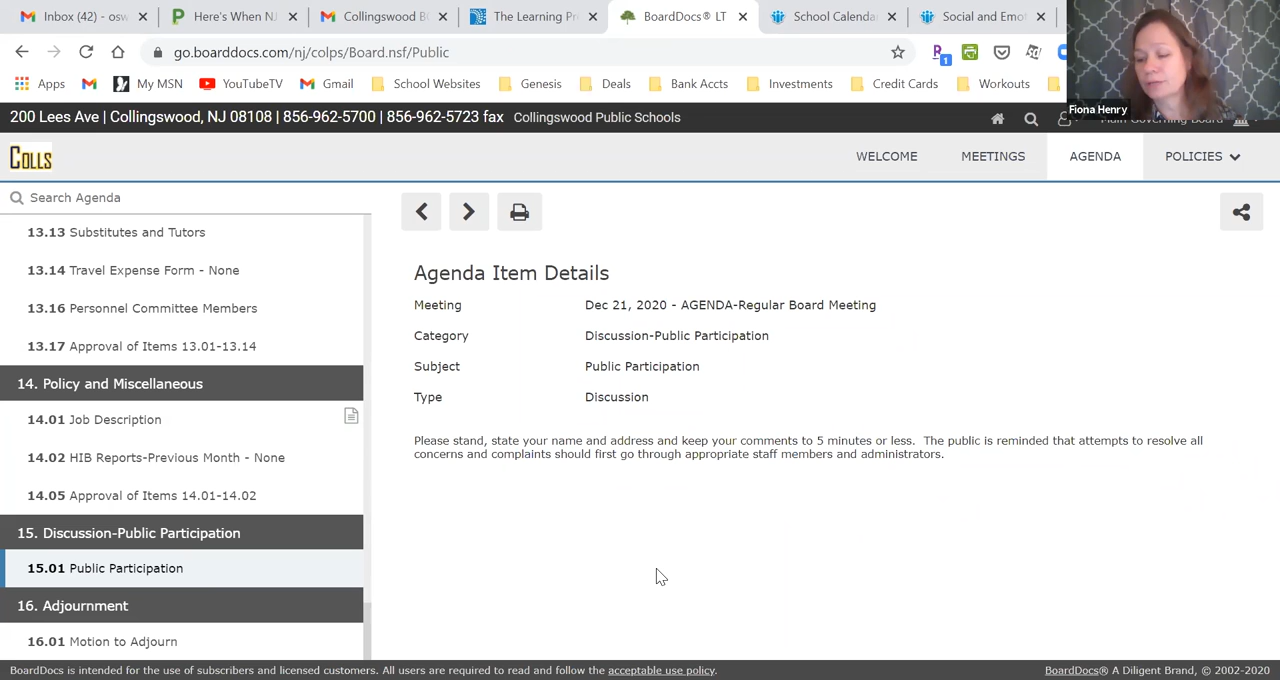 Inbox (42) - osw
Here's When NJ
Collingswood BO
The Learning Pr
BoardDocs® LT
School Calenda
Social and Emot
go.boarddocs.com/nj/colps/Board.nsf/Public
1
Apps
My MSN
YouTubeTV
Gmail
School Websites
Genesis
Deals
Bank Accts
Investments
Credit Cards
Workouts
Fiona Henry
200 Lees Ave | Collingswood, NJ 08108 | 856-962-5700 | 856-962-5723 fax Collingswood Public Schools
Main Governing Board
COLLS
WELCOME
MEETINGS
AGENDA
POLICIES
Search Agenda
13.13 Substitutes and Tutors
13.14 Travel Expense Form - None
13.16 Personnel Committee Members
13.17 Approval of Items 13.01-13.14
14. Policy and Miscellaneous
14.01 Job Description
14.02 HIB Reports-Previous Month - None
14.05 Approval of Items 14.01-14.02
15. Discussion-Public Participation
15.01 Public Participation
16. Adjournment
16.01 Motion to Adjourn
Agenda Item Details
Meeting Dec 21, 2020 - AGENDA-Regular Board Meeting
Category Discussion-Public Participation
Subject Public Participation
Type Discussion
Please stand, state your name and address and keep your comments to 5 minutes or less. The public is reminded that attempts to resolve all
concerns and complaints should first go through appropriate staff members and administrators.
BoardDocs is intended for the use of subscribers and licensed customers. All users are required to read and follow the acceptable use policy.
BoardDocs® A Diligent Brand, © 2002-2020